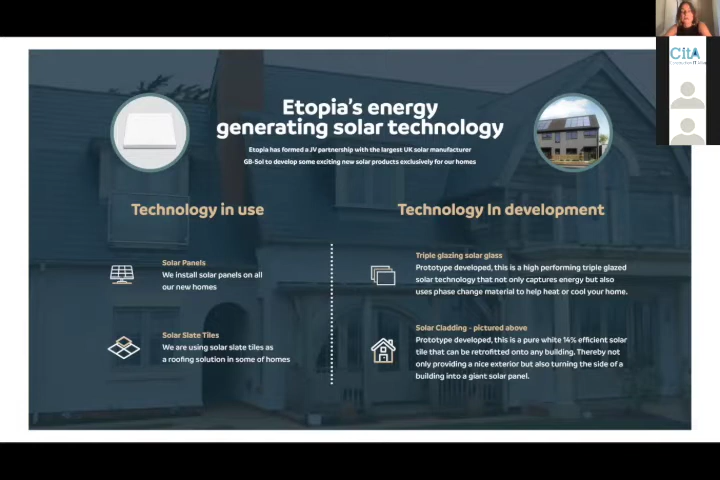 CitA
Etopia's energy
generating solar technology
Etopia has formed a JV partnership with the largest UK solar manufacturer
GB-Sol to develop some exciting new solar products exclusively for our homes
Technology in use
Technology In development
Solar Panels
We install solar panels on all
our new homes
Solar Slate Tiles
We are using solar slate tiles as
a roofing solution in some of homes
Triple glazing solar glass
Prototype developed, this is a high performing triple glazed
solar technology that not only captures energy but also
uses phase change material to help heat or cool your home.
Solar Cladding - pictured above
Prototype developed, this is a pure white 14% efficient solar
tile that can be retrofitted onto any building. Thereby not
only providing a nice exterior but also turning the side of a
building into a giant solar panel.